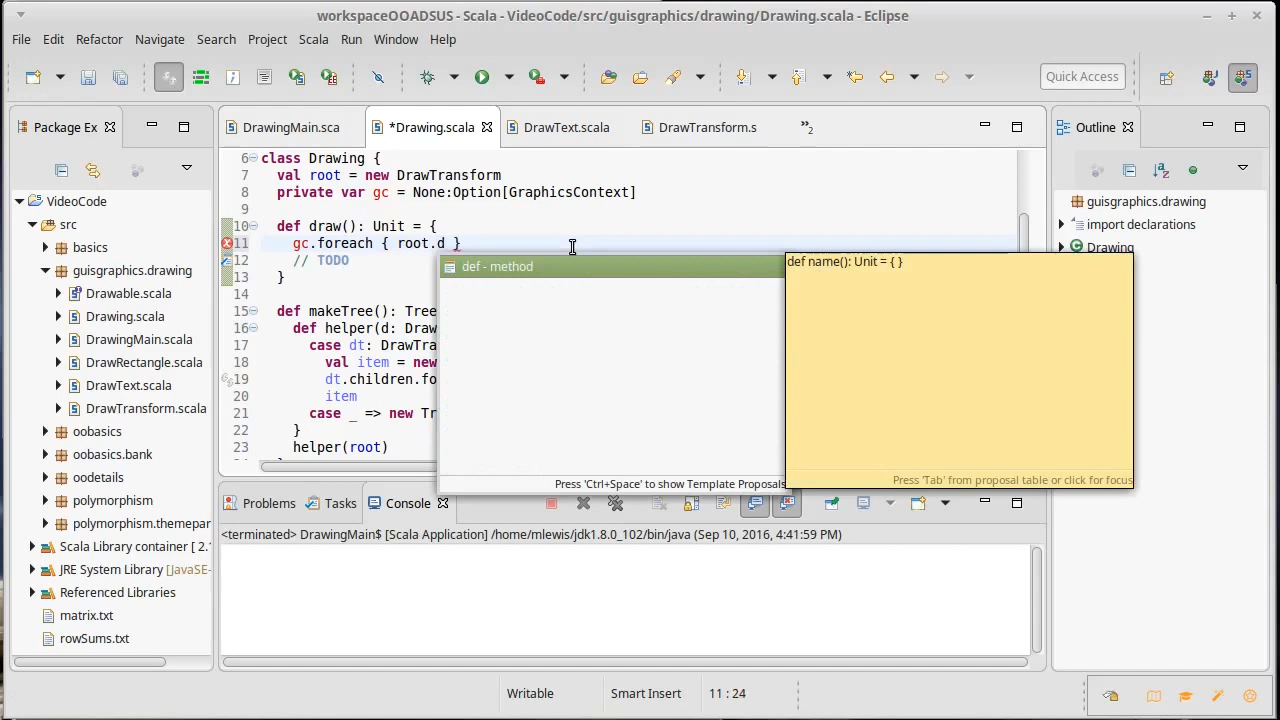 workspaceOOADSUS - Scala - VideoCode/src/guisgraphics/drawing/Drawing.scala - Eclipse
File Edit Refactor Navigate Search Project Scala Run Window Help
Quick Access
Package Ex
DrawingMain.sca
*Drawing.scala
DrawText.scala
DrawTransform.s
»2
Outline
VideoCode
src
basics
guisgraphics.drawing
Drawable.scala
Drawing.scala
DrawingMain.scala
DrawRectangle.scala
DrawText.scala
DrawTransform.scala
oobasics
oobasics.bank
oodetails
polymorphism
polymorphism.themepar
Scala Library container [ 2.
JRE System Library [JavaSE-
Referenced Libraries
matrix.txt
rowSums.txt
6 class Drawing {
7 val root = new DrawTransform
8 private var gc = None:Option[GraphicsContext]
9
10 def draw(): Unit = {
11 gc.foreach { root.d }
12 // TODO
13 }
14
15 def makeTree(): Tree
16 def helper(d: Draw
17 case dt: DrawTra
18 val item = new
19 dt.children.fo
20 item
21 case _ => new Tr
22 }
23 helper(root)
def - method
Press 'Ctrl+Space' to show Template Proposals
def name(): Unit = { }
Press 'Tab' from proposal table or click for focus
guisgraphics.drawing
import declarations
Drawing
Problems Tasks Console
<terminated> DrawingMain$ [Scala Application] /home/mlewis/jdk1.8.0_102/bin/java (Sep 10, 2016, 4:41:59 PM)
Writable Smart Insert 11 : 24